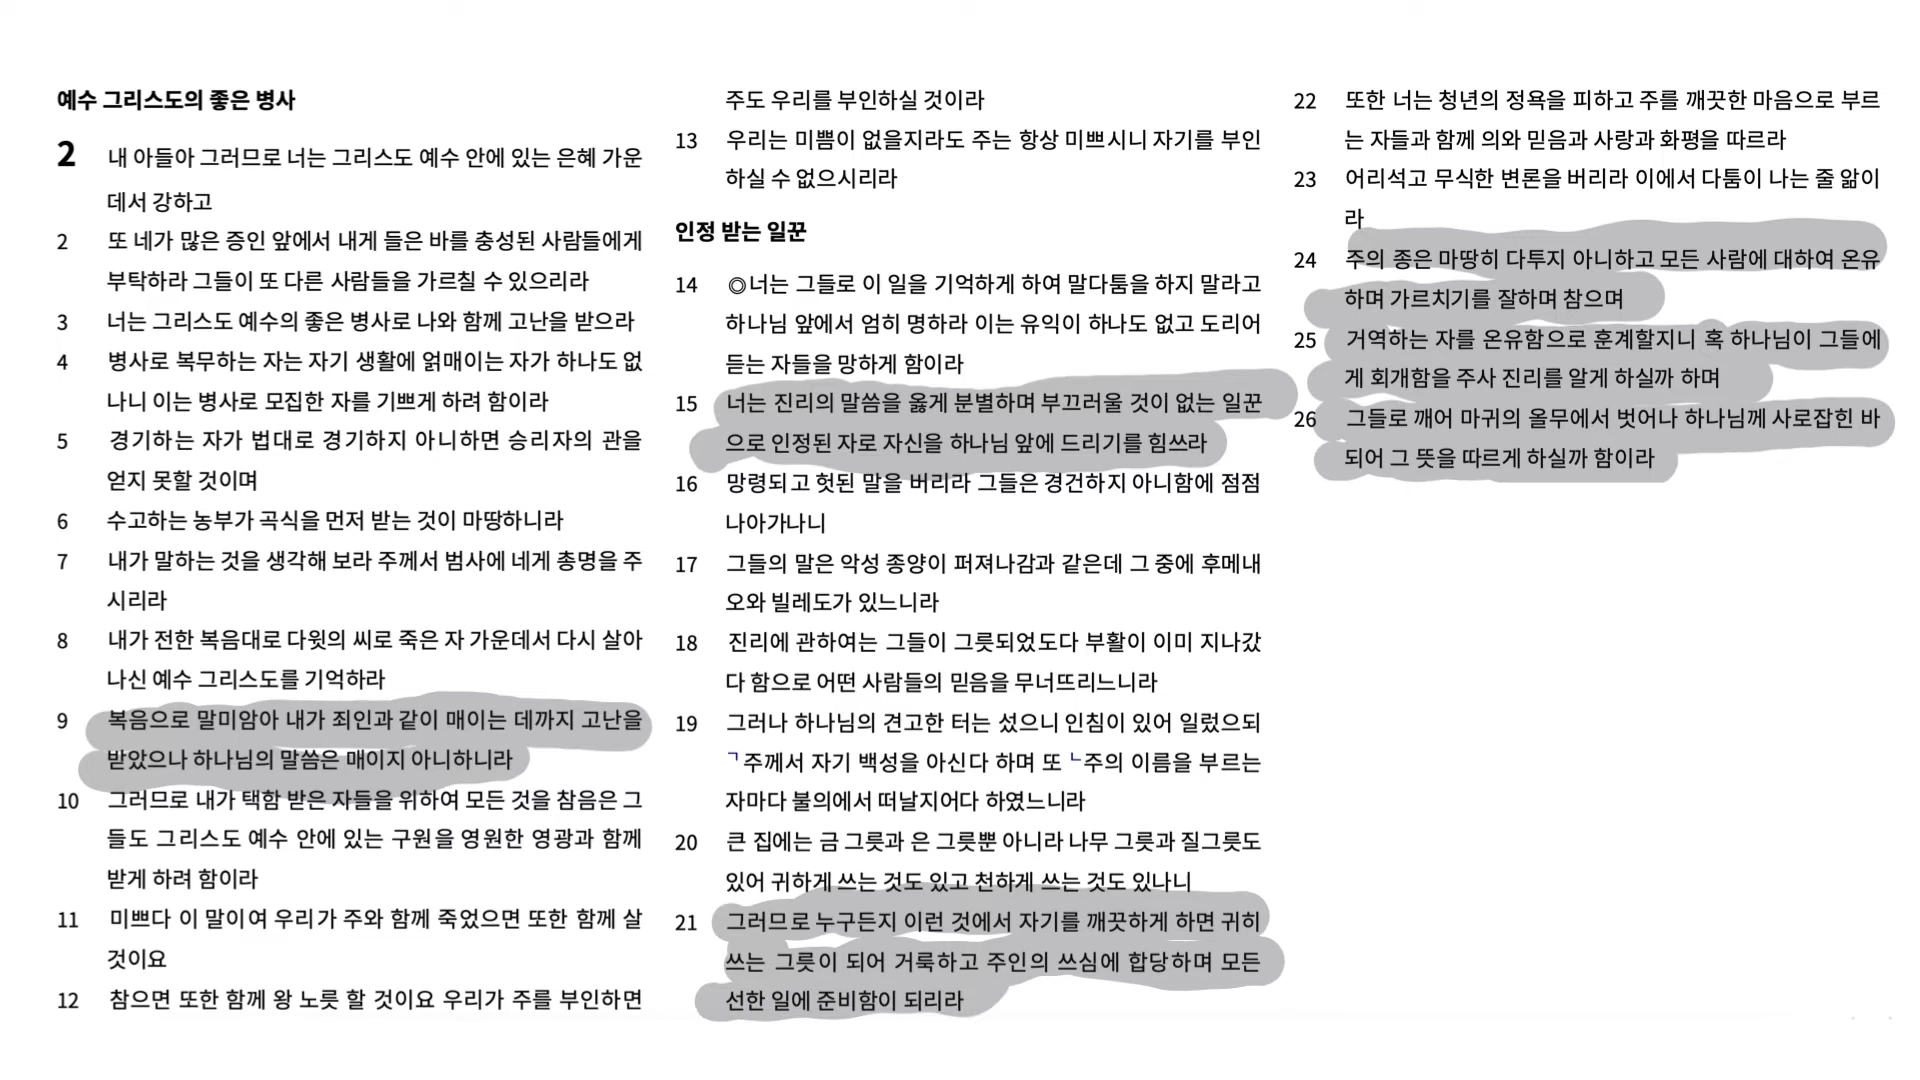 예수 그리스도의 좋은 병사
2 내 아들아 그러므로 너는 그리스도 예수 안에 있는 은혜 가운
데서 강하고
2 또 네가 많은 증인 앞에서 내게 들은 바를 충성된 사람들에게
부탁하라 그들이 또 다른 사람들을 가르칠 수 있으리라
3 너는 그리스도 예수의 좋은 병사로 나와 함께 고난을 받으라
4 병사로 복무하는 자는 자기 생활에 얽매이는 자가 하나도 없
나니 이는 병사로 모집한 자를 기쁘게 하려 함이라
5 경기하는 자가 법대로 경기하지 아니하면 승리자의 관을
얻지 못할 것이며
6 수고하는 농부가 곡식을 먼저 받는 것이 마땅하니라
7 내가 말하는 것을 생각해 보라 주께서 범사에 네게 총명을 주
시리라
8 내가 전한 복음대로 다윗의 씨로 죽은 자 가운데서 다시 살아
나신 예수 그리스도를 기억하라
9 복음으로 말미암아 내가 죄인과 같이 매이는 데까지 고난을
받았으나 하나님의 말씀은 매이지 아니하니라
10 그러므로 내가 택함 받은 자들을 위하여 모든 것을 참음은 그
들도 그리스도 예수 안에 있는 구원을 영원한 영광과 함께
받게 하려 함이라
11 미쁘다 이 말이여 우리가 주와 함께 죽었으면 또한 함께 살
것이요
12 참으면 또한 함께 왕 노릇 할 것이요 우리가 주를 부인하면
주도 우리를 부인하실 것이라
13 우리는 미쁨이 없을지라도 주는 항상 미쁘시니 자기를 부인
하실 수 없으시리라
인정 받는 일꾼
14 ◎너는 그들로 이 일을 기억하게 하여 말다툼을 하지 말라고
하나님 앞에서 엄히 명하라 이는 유익이 하나도 없고 도리어
듣는 자들을 망하게 함이라
15 너는 진리의 말씀을 옳게 분별하며 부끄러울 것이 없는 일꾼
으로 인정된 자로 자신을 하나님 앞에 드리기를 힘쓰라
16 망령되고 헛된 말을 버리라 그들은 경건하지 아니함에 점점
나아가나니
17 그들의 말은 악성 종양이 퍼져나감과 같은데 그 중에 후메내
오와 빌레도가 있느니라
18 진리에 관하여는 그들이 그릇되었도다 부활이 이미 지나갔
다 함으로 어떤 사람들의 믿음을 무너뜨리느니라
19 그러나 하나님의 견고한 터는 섰으니 인침이 있어 일렀으되
ㄱ주께서 자기 백성을 아신다 하며 또 ㄴ주의 이름을 부르는
자마다 불의에서 떠날지어다 하였느니라
20 큰 집에는 금 그릇과 은 그릇뿐 아니라 나무 그릇과 질그릇도
있어 귀하게 쓰는 것도 있고 천하게 쓰는 것도 있나니
21 그러므로 누구든지 이런 것에서 자기를 깨끗하게 하면 귀히
쓰는 그릇이 되어 거룩하고 주인의 쓰심에 합당하며 모든
선한 일에 준비함이 되리라
22 또한 너는 청년의 정욕을 피하고 주를 깨끗한 마음으로 부르
는 자들과 함께 의와 믿음과 사랑과 화평을 따르라
23 어리석고 무식한 변론을 버리라 이에서 다툼이 나는 줄 앎이
라
24 주의 종은 마땅히 다투지 아니하고 모든 사람에 대하여 온유
하며 가르치기를 잘하며 참으며
25 거역하는 자를 온유함으로 훈계할지니 혹 하나님이 그들에
게 회개함을 주사 진리를 알게 하실까 하며
26 그들로 깨어 마귀의 올무에서 벗어나 하나님께 사로잡힌 바
되어 그 뜻을 따르게 하실까 함이라